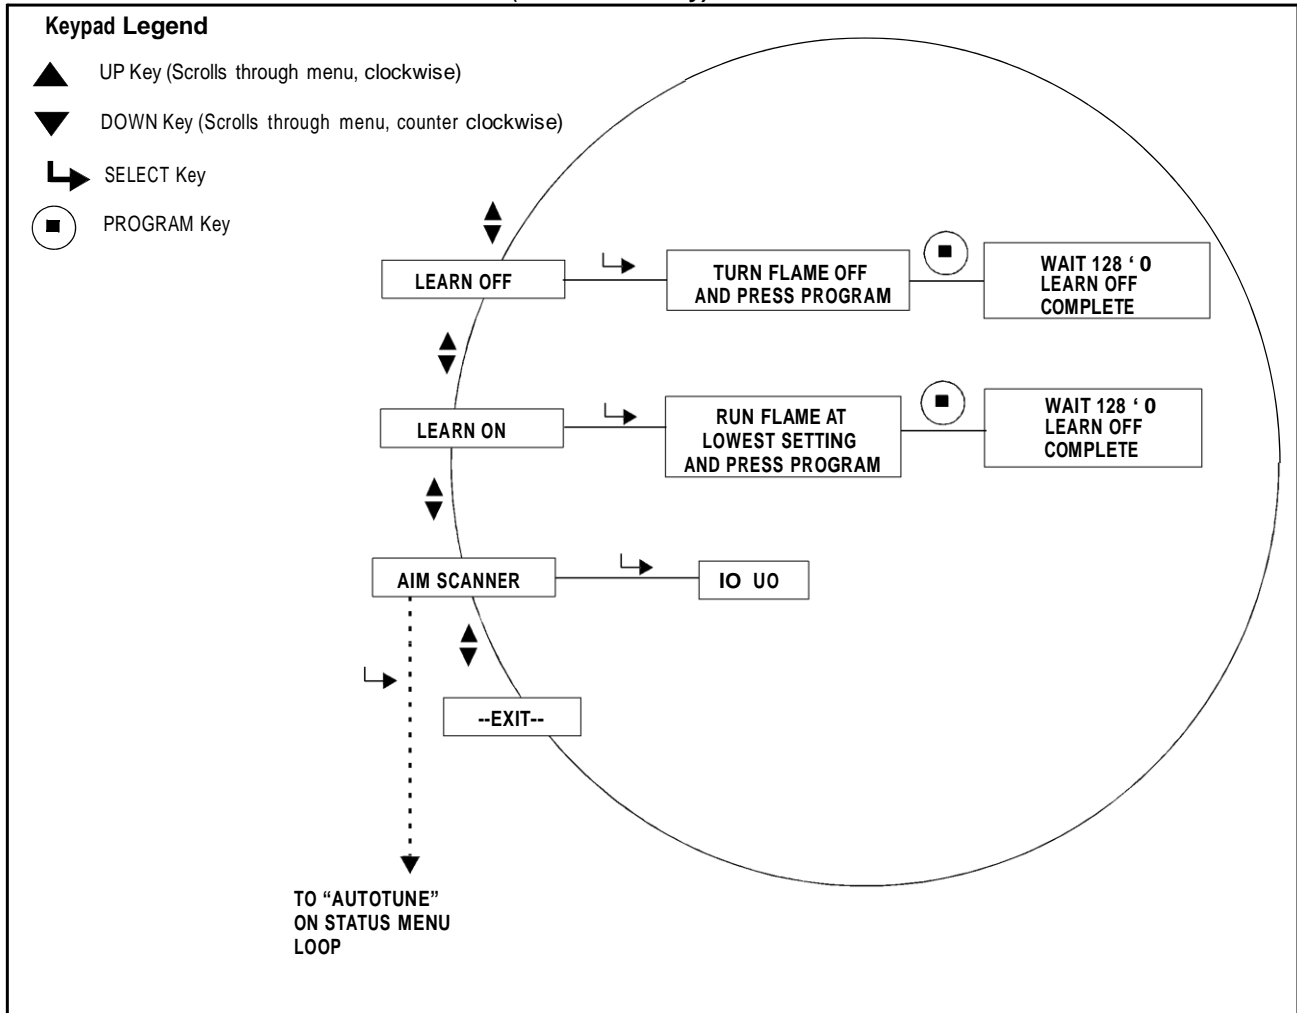 Keypad Legend
UP Key (Scrolls through menu, clockwise)
DOWN Key (Scrolls through menu, counter clockwise)
SELECT Key
PROGRAM Key
LEARN OFF
TURN FLAME OFF
AND PRESS PROGRAM
WAIT 128 ‘ 0
LEARN OFF
COMPLETE
LEARN ON
RUN FLAME AT
LOWEST SETTING
AND PRESS PROGRAM
WAIT 128 ‘ 0
LEARN OFF
COMPLETE
AIM SCANNER
IO U0
--EXIT--
TO “AUTOTUNE”
ON STATUS MENU
LOOP